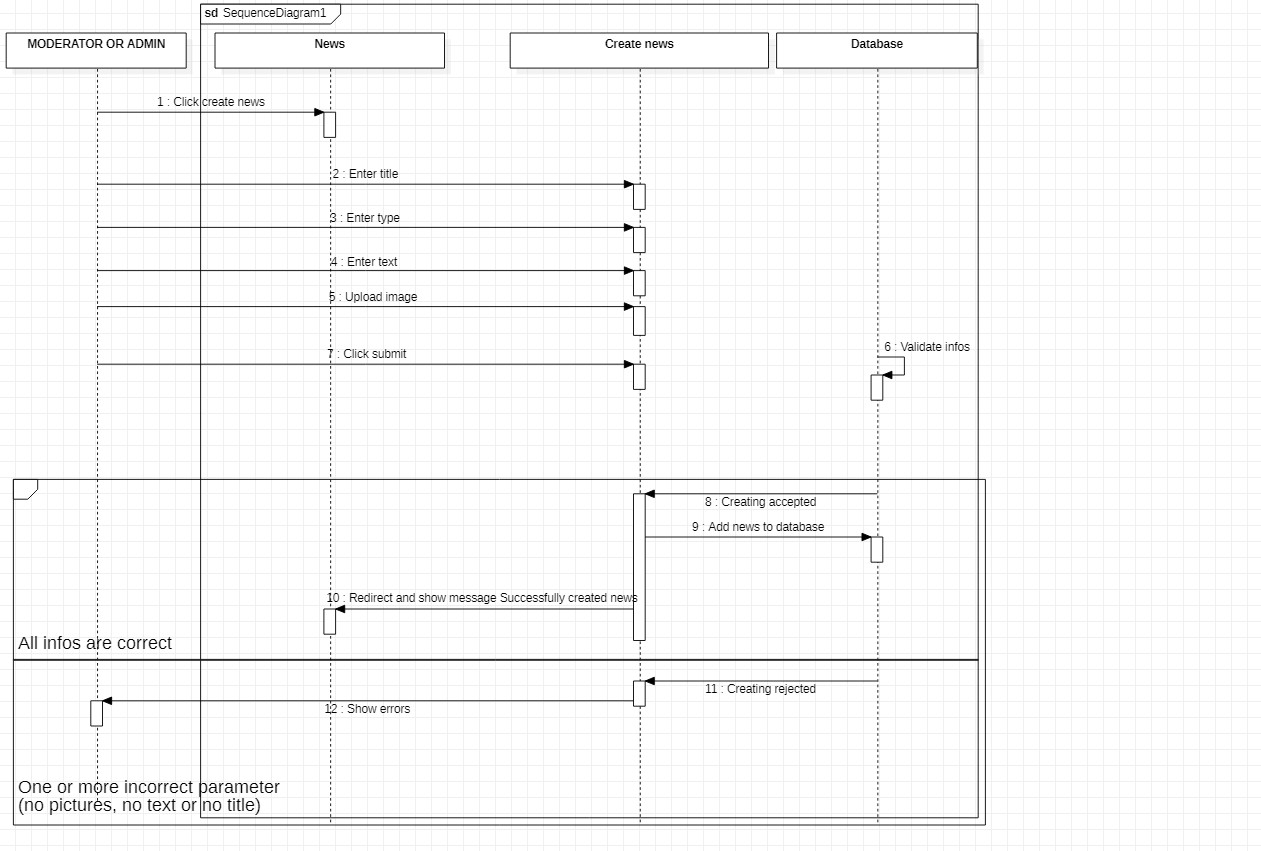 sd SequenceDiagram1
MODERATOR OR ADMIN
News
Create news
Database
1 : Click create news
2 : Enter title
3 : Enter type
4 : Enter text
5 : Upload image
6 : Validate infos
7 : Click submit
8 : Creating accepted
9 : Add news to database
10 : Redirect and show message Successfully created news
All infos are correct
11 : Creating rejected
12 : Show errors
One or more incorrect parameter
(no pictures, no text or no title)